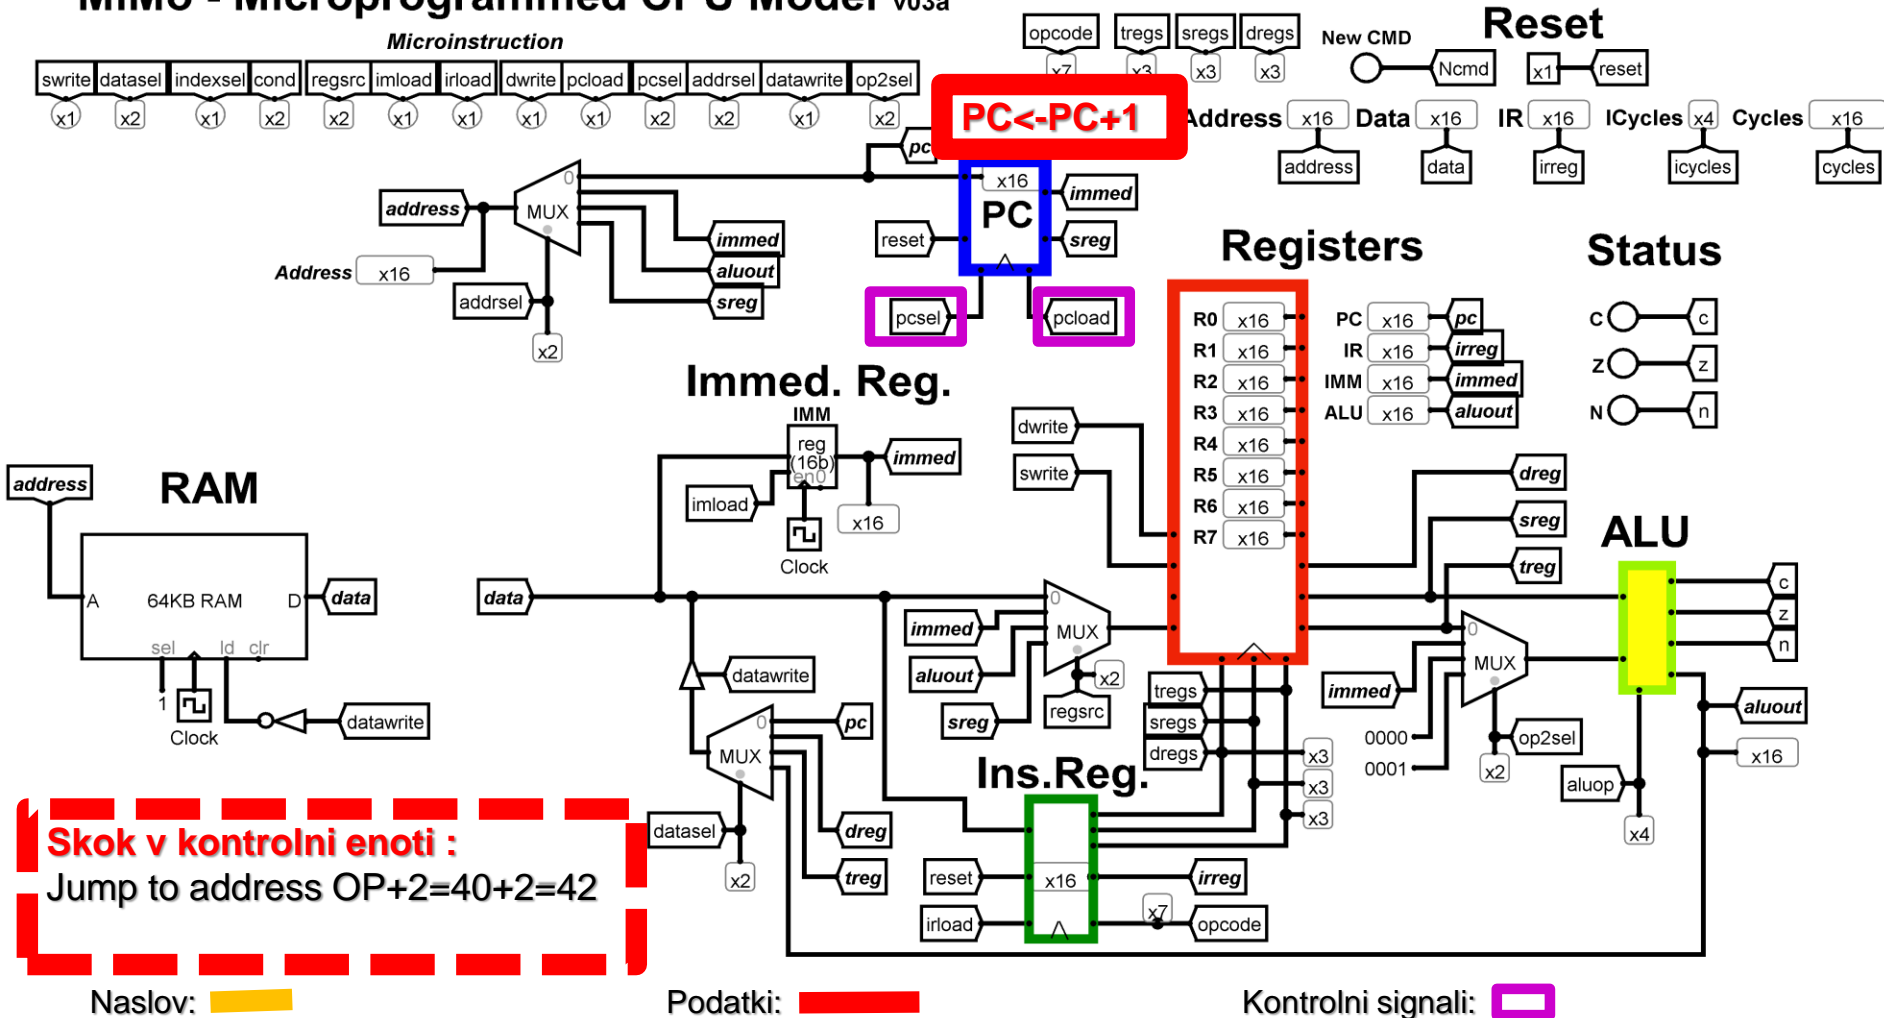 MiMo - Microprogrammed CPU Model v03a
Microinstruction
swrite datasel indexsel cond regsrc imload irload dwrite pcload pcsel addrsel datawrite op2sel
x1 x2 x1 x2 x2 x1 x1 x1 x1 x2 x2 x1 x2
opcode tregs sregs dregs
x7 x3 x3 x3
Reset
New CMD Ncmd x1 reset
PC<-PC+1
Address x16 Data x16 IR x16 ICycles x4 Cycles x16
address data irreg icycles cycles
pc
0
MUX
address
Address x16
addrsel
x2
immed
aluout
sreg
x16
PC
reset
immed
sreg
pcsel
pcload
Registers
R0 x16
R1 x16
R2 x16
R3 x16
R4 x16
R5 x16
R6 x16
R7 x16
PC x16 pc
IR x16 irreg
IMM x16 immed
ALU x16 aluout
Status
C c
Z z
N n
Immed. Reg.
IMM
reg
(16b)
en0
immed
imload
x16
Clock
dwrite
swrite
address
RAM
A 64KB RAM D
data
sel ld clr
1
Clock
datawrite
data
datawrite
0
MUX
pc
datasel
x2
dreg
treg
immed
aluout
sreg
0
MUX
x2
regsrc
tregs
sregs
dregs
x3
x3
x3
dreg
sreg
treg
ALU
0
MUX
immed
0000
0001
op2sel
x2
c
z
n
aluout
x16
aluop
x4
Ins.Reg.
reset
x16
irreg
irload
x7
opcode
Skok v kontrolni enoti :
Jump to address OP+2=40+2=42
Naslov: Podatki: Kontrolni signali: